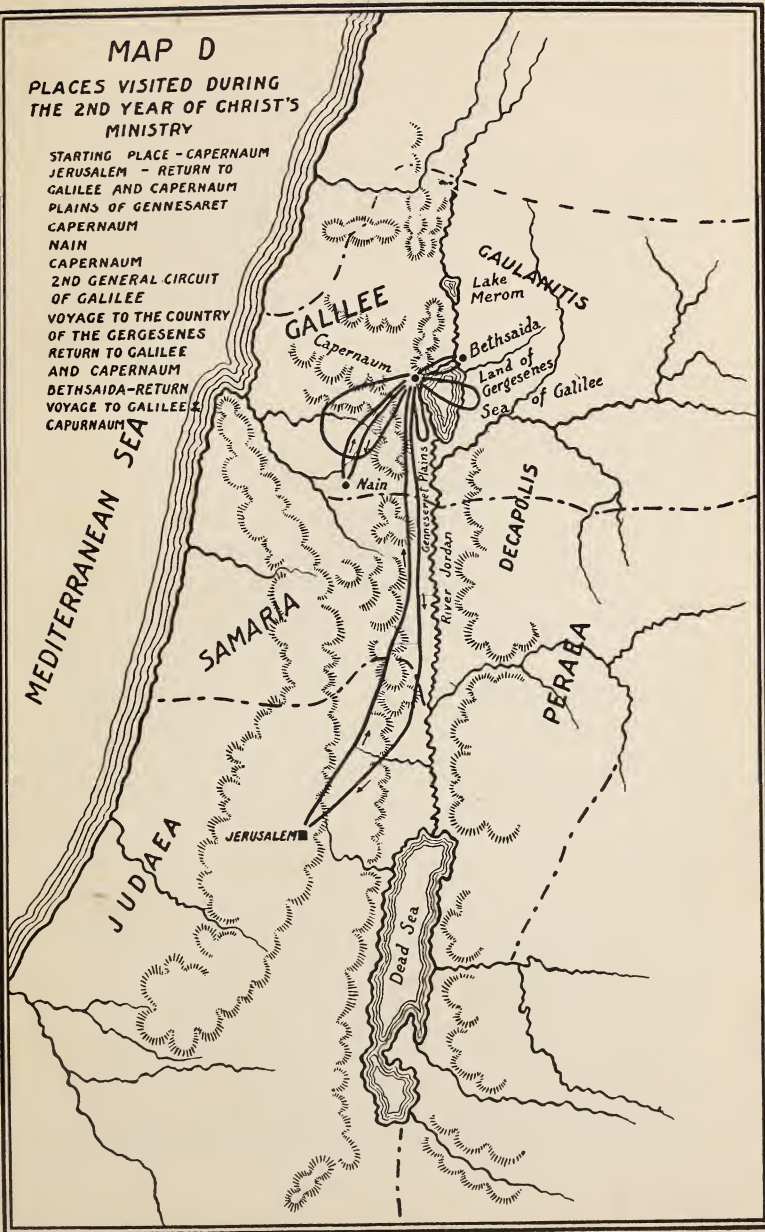 MAP D
PLACES VISITED DURING
THE 2ND YEAR OF CHRIST'S
MINISTRY
STARTING PLACE - CAPERNAUM
JERUSALEM - RETURN TO
GALILEE AND CAPERNAUM
PLAINS OF GENNESARET
CAPERNAUM
NAIN
CAPERNAUM
2ND GENERAL CIRCUIT
OF GALILEE
VOYAGE TO THE COUNTRY
OF THE GERGESENES
RETURN TO GALILEE
AND CAPERNAUM
BETHSAIDA-RETURN
VOYAGE TO GALILEE &
CAPURNAUM
MEDITERRANEAN SEA
GALILEE
GAULANITIS
Lake
Merom
Capernaum
Bethsaida
Land of
Gergesenes
Sea of Galilee
Nain
Genneseret Plains
River Jordan
DECAPOLIS
SAMARIA
PERAEA
JERUSALEM
JUDAEA
Dead Sea